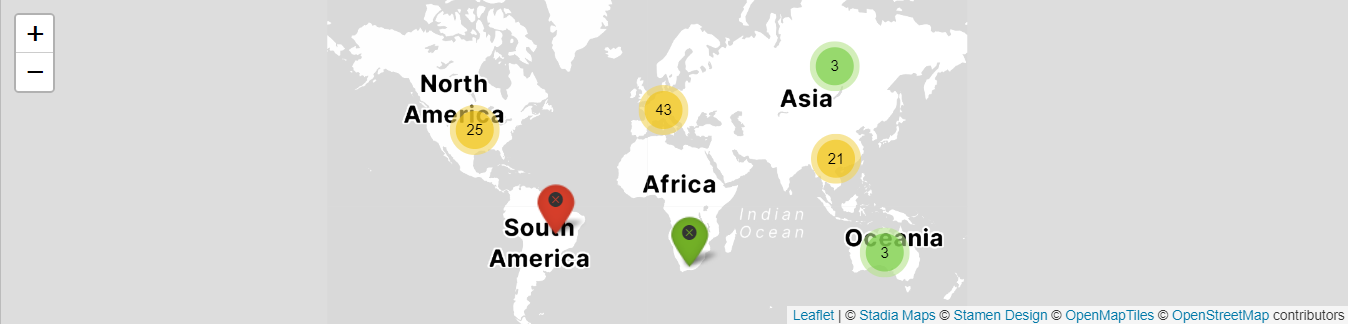 +
−
North
America
25
43
3
Asia
21
Africa
Indian
Ocean
South
America
Oceania
3
Leaflet | © Stadia Maps © Stamen Design © OpenMapTiles © OpenStreetMap contributors